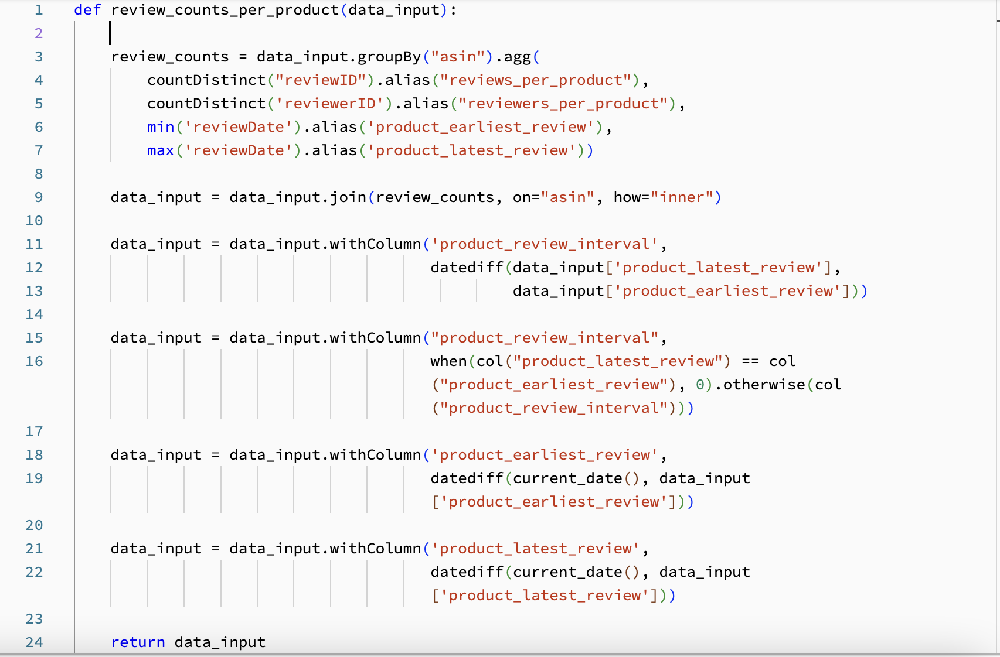 1 def review_counts_per_product(data_input):
2
3 review_counts = data_input.groupBy("asin").agg(
4 countDistinct("reviewID").alias("reviews_per_product"),
5 countDistinct('reviewerID').alias("reviewers_per_product"),
6 min('reviewDate').alias('product_earliest_review'),
7 max('reviewDate').alias('product_latest_review'))
8
9 data_input = data_input.join(review_counts, on="asin", how="inner")
10
11 data_input = data_input.withColumn('product_review_interval',
12 datediff(data_input['product_latest_review'],
13 data_input['product_earliest_review']))
14
15 data_input = data_input.withColumn("product_review_interval",
16 when(col("product_latest_review") == col
("product_earliest_review"), 0).otherwise(col
("product_review_interval")))
17
18 data_input = data_input.withColumn('product_earliest_review',
19 datediff(current_date(), data_input
['product_earliest_review']))
20
21 data_input = data_input.withColumn('product_latest_review',
22 datediff(current_date(), data_input
['product_latest_review']))
23
24 return data_input